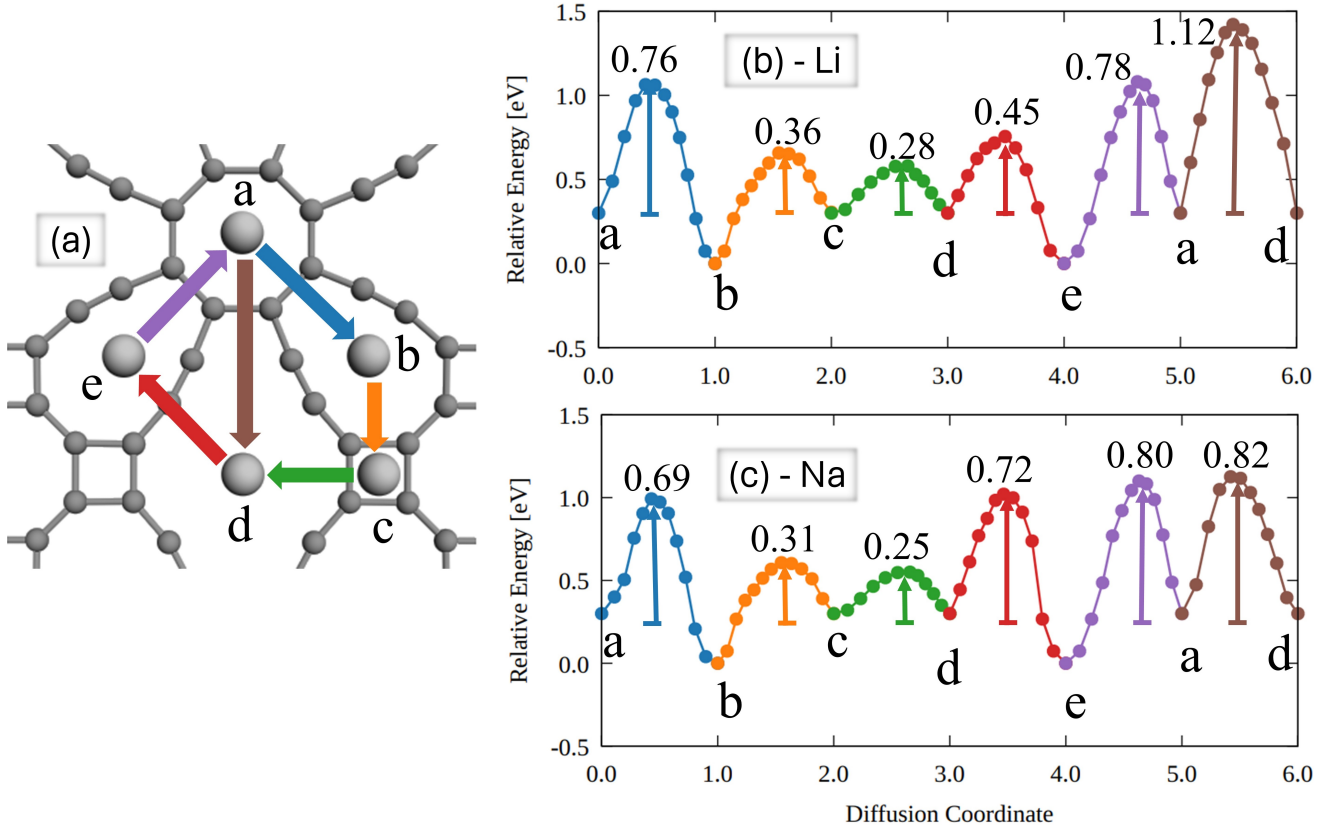 (a)
a
b
c
d
e
(b) - Li
Relative Energy [eV]
1.5
1.0
0.5
0.0
-0.5
0.76
0.36
0.28
0.45
0.78
1.12
a
b
c
d
e
a
d
0.0 1.0 2.0 3.0 4.0 5.0 6.0
(c) - Na
Relative Energy [eV]
1.5
1.0
0.5
0.0
-0.5
0.69
0.31
0.25
0.72
0.80
0.82
a
b
c
d
e
a
d
0.0 1.0 2.0 3.0 4.0 5.0 6.0
Diffusion Coordinate